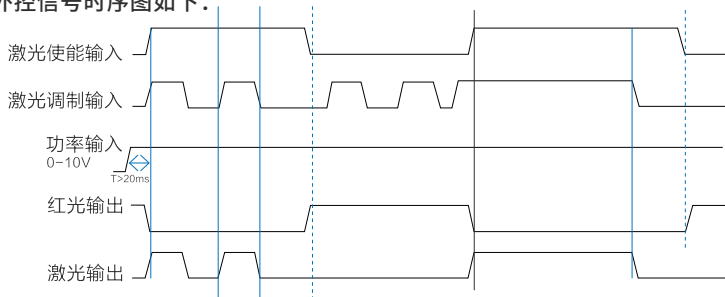 外控信号时序图如下：
激光使能输入
激光调制输入
功率输入
0-10V
T>20ms
红光输出
激光输出